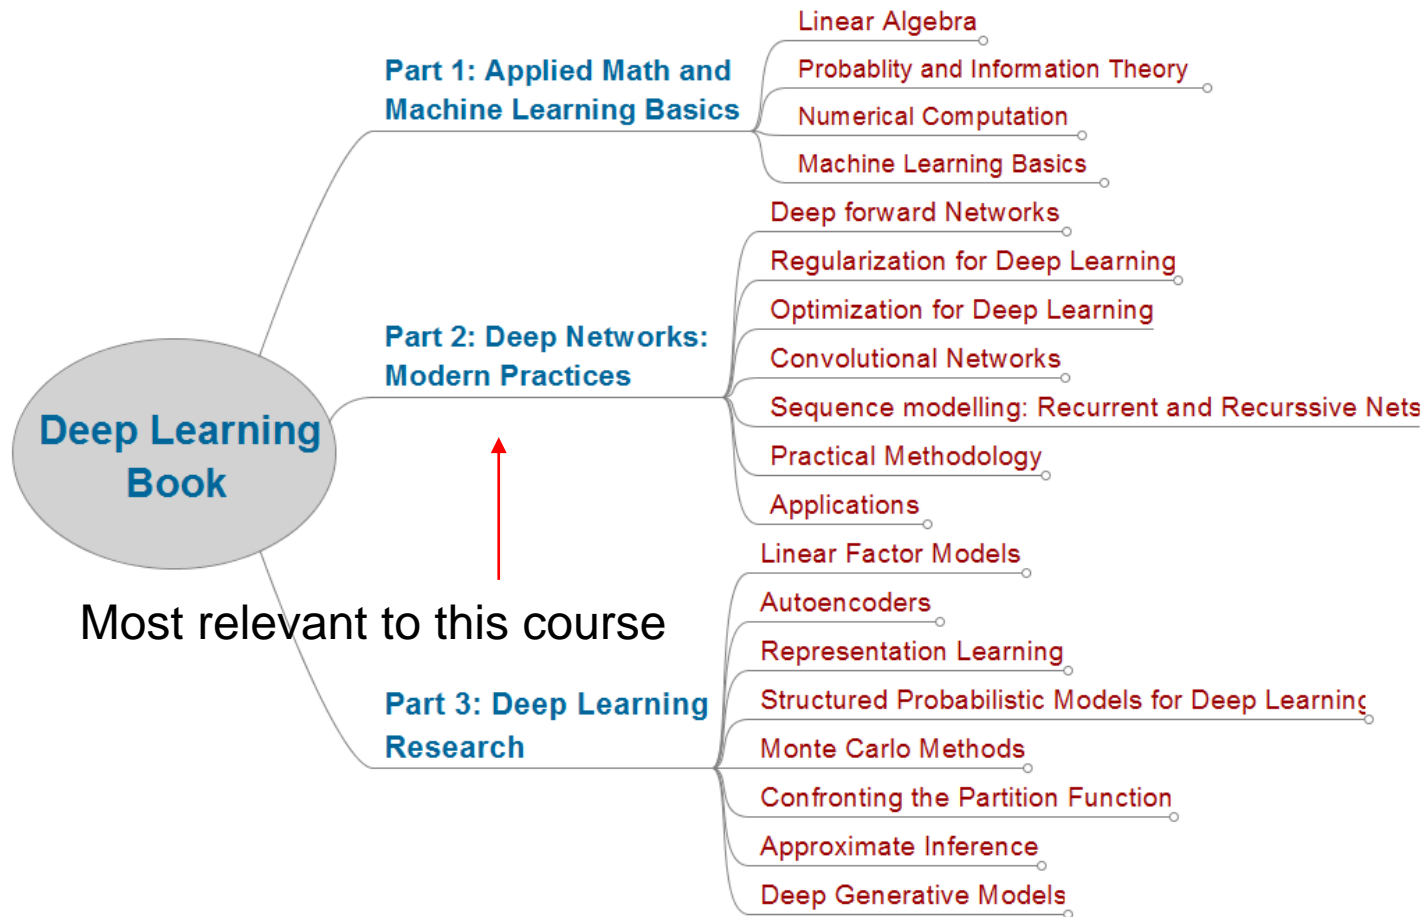 Deep Learning
Book
Part 1: Applied Math and
Machine Learning Basics
Linear Algebra
Probablity and Information Theory
Numerical Computation
Machine Learning Basics
Part 2: Deep Networks:
Modern Practices
Deep forward Networks
Regularization for Deep Learning
Optimization for Deep Learning
Convolutional Networks
Sequence modelling: Recurrent and Recurssive Nets
Practical Methodology
Applications
Most relevant to this course
Part 3: Deep Learning
Research
Linear Factor Models
Autoencoders
Representation Learning
Structured Probabilistic Models for Deep Learning
Monte Carlo Methods
Confronting the Partition Function
Approximate Inference
Deep Generative Models